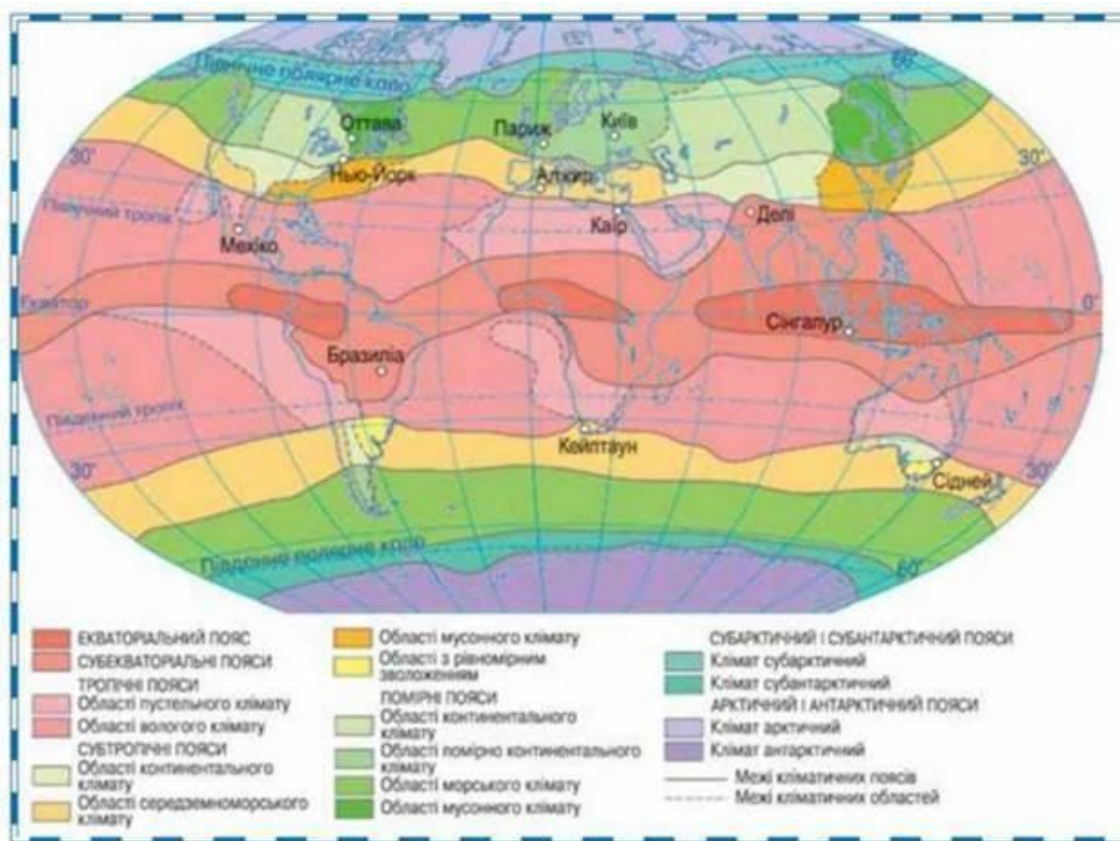 Північне полярне коло
66°
Оттава
Париж
Київ
30°
30°
Нью-Йорк
Алжир
Північний тропік
Делі
Каїр
Мехіко
Екватор
0°
Сінгапур
Бразиліа
Південний тропік
Кейптаун
30°
30°
Сідней
Південне полярне коло
60°
ЕКВАТОРІАЛЬНИЙ ПОЯС
СУБЕКВАТОРІАЛЬНІ ПОЯСИ
ТРОПІЧНІ ПОЯСИ
Області пустельного клімату
Області вологого клімату
СУБТРОПІЧНІ ПОЯСИ
Області континентального
клімату
Області середземноморського
клімату
Області мусонного клімату
Області з рівномірним
зволоженням
ПОМІРНІ ПОЯСИ
Області континентального
клімату
Області помірно континентального
клімату
Області морського клімату
Області мусонного клімату
СУБАРКТИЧНИЙ І СУБАНТАРКТИЧНИЙ ПОЯСИ
Клімат субарктичний
Клімат субантарктичний
АРКТИЧНИЙ І АНТАРКТИЧНИЙ ПОЯСИ
Клімат арктичний
Клімат антарктичний
Межі кліматичних поясів
Межі кліматичних областей